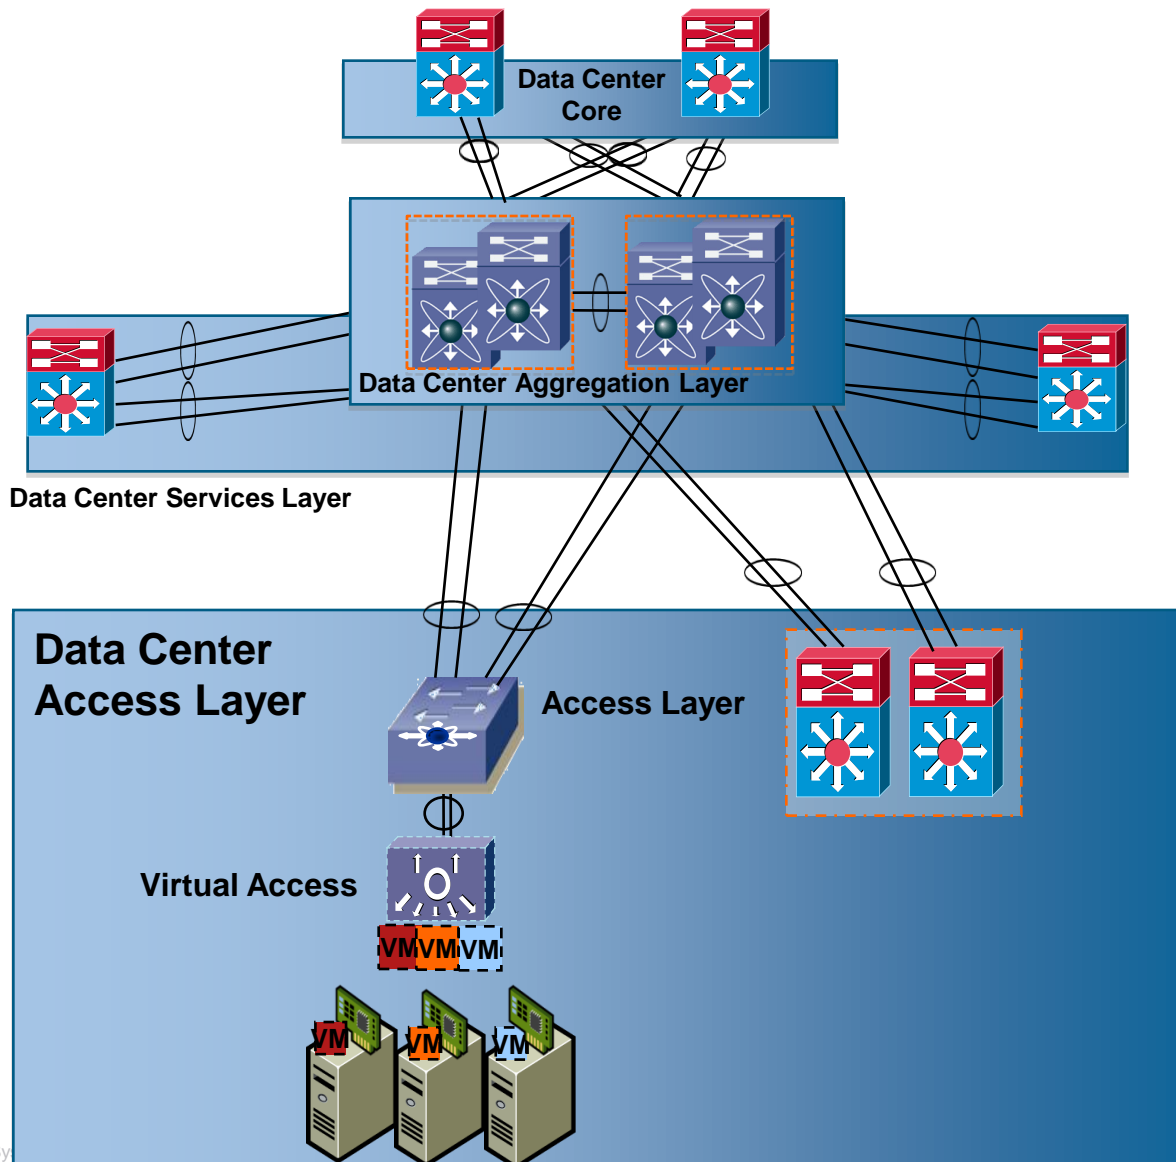 Data Center
Core
Data Center Aggregation Layer
Data Center Services Layer
Data Center
Access Layer
Access Layer
Virtual Access
VM VM VM
VM VM VM